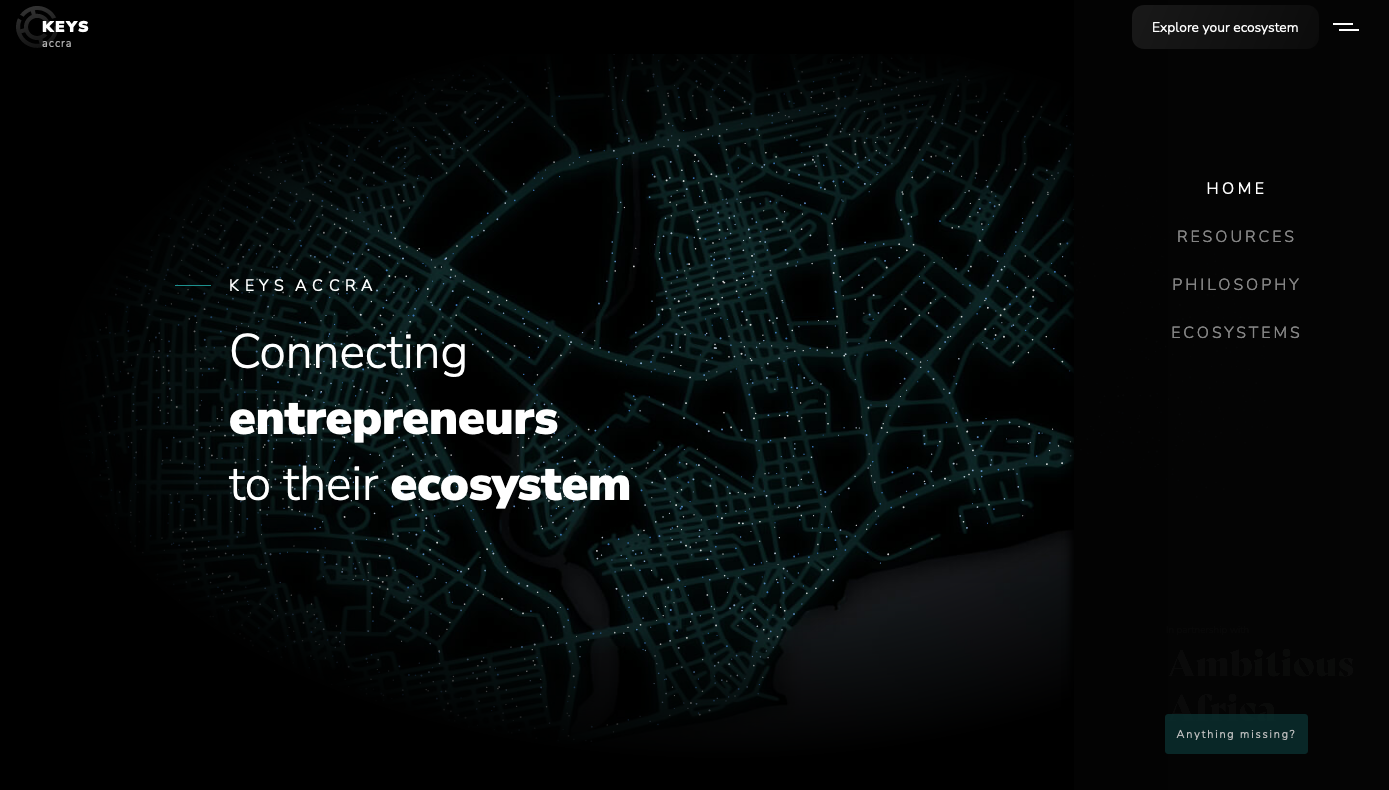 KEYS
accra
Explore your ecosystem
HOME
RESOURCES
PHILOSOPHY
ECOSYSTEMS
KEYS ACCRA
Connecting
entrepreneurs
to their ecosystem
Ambitious
Africa
Anything missing?